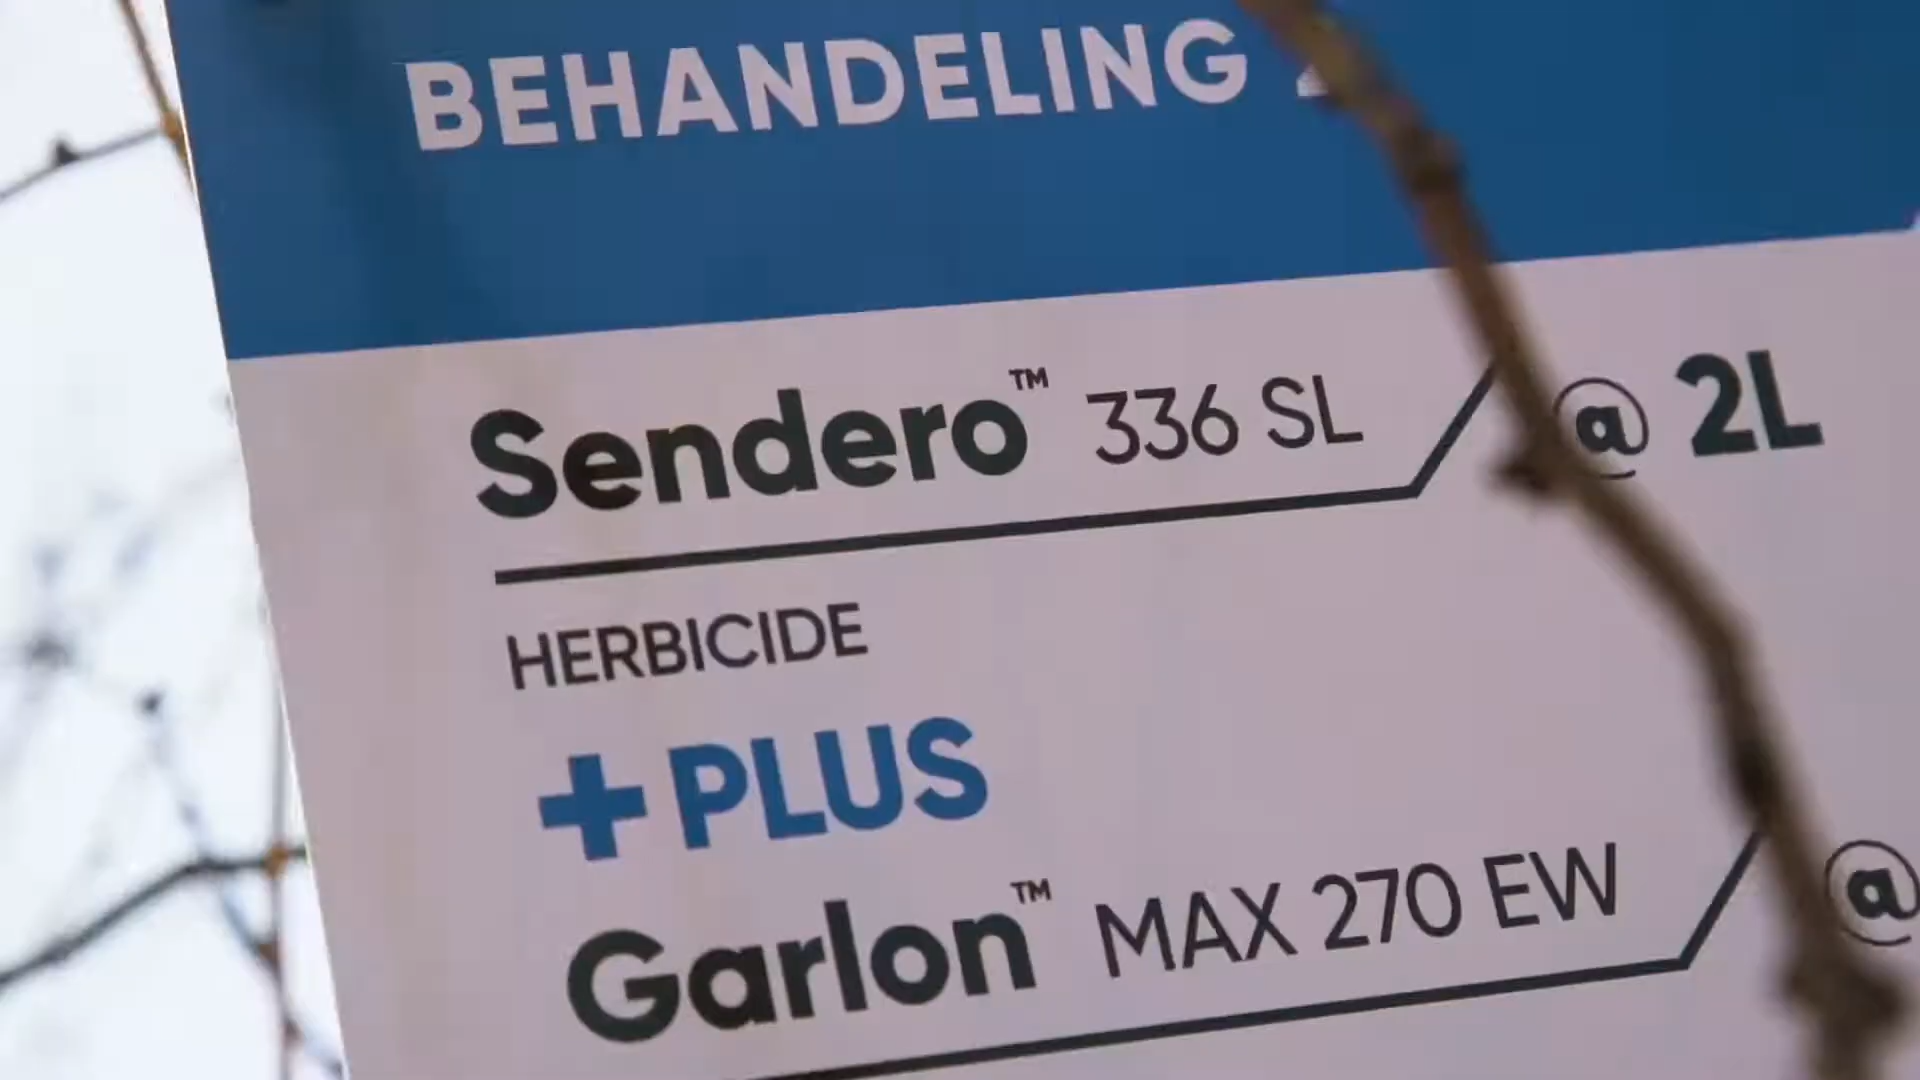 BEHANDELING
Sendero™ 336 SL @ 2L
HERBICIDE
+ PLUS
Garlon™ MAX 270 EW @